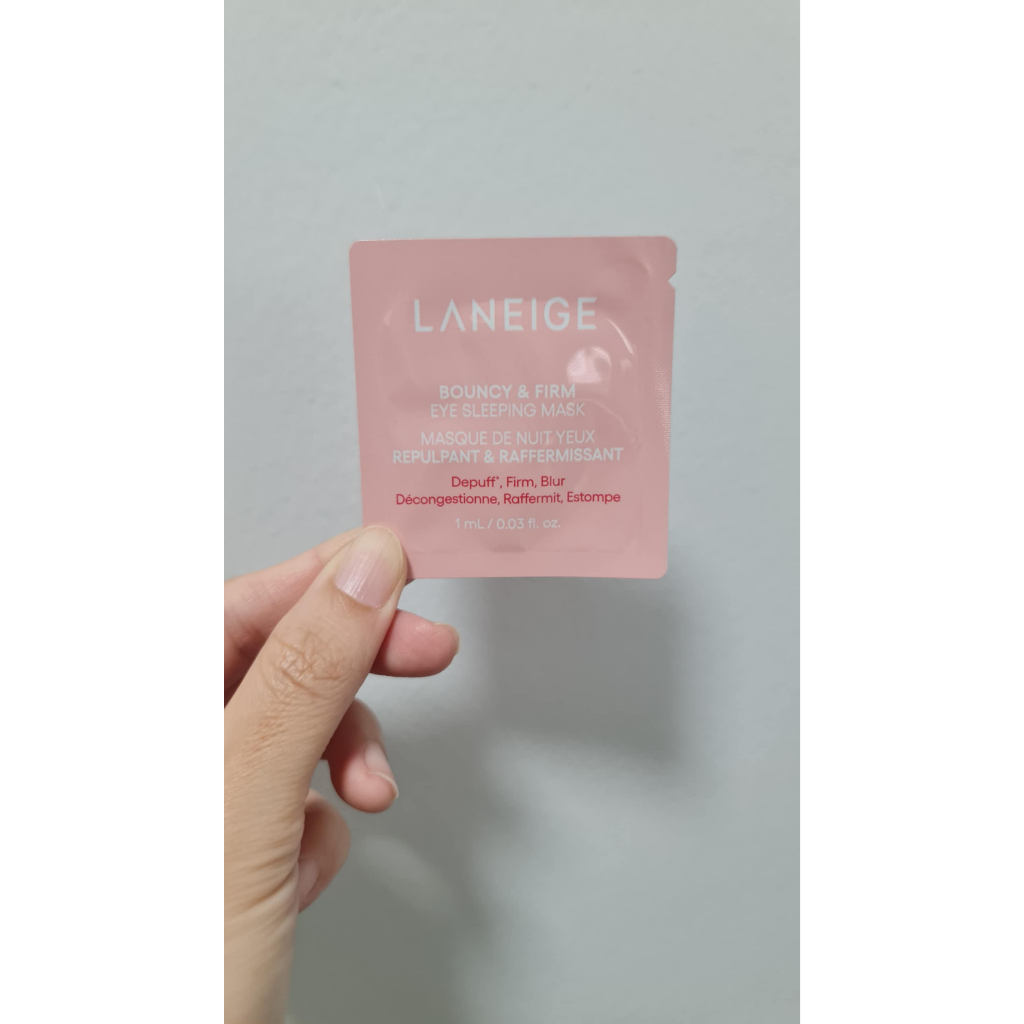 LANEIGE
BOUNCY & FIRM
EYE SLEEPING MASK
MASQUE DE NUIT YEUX
REPULPANT & RAFFERMISSANT
Depuff*, Firm, Blur
Décongestionne, Raffermit, Estompe
1 mL / 0.03 fl. oz.